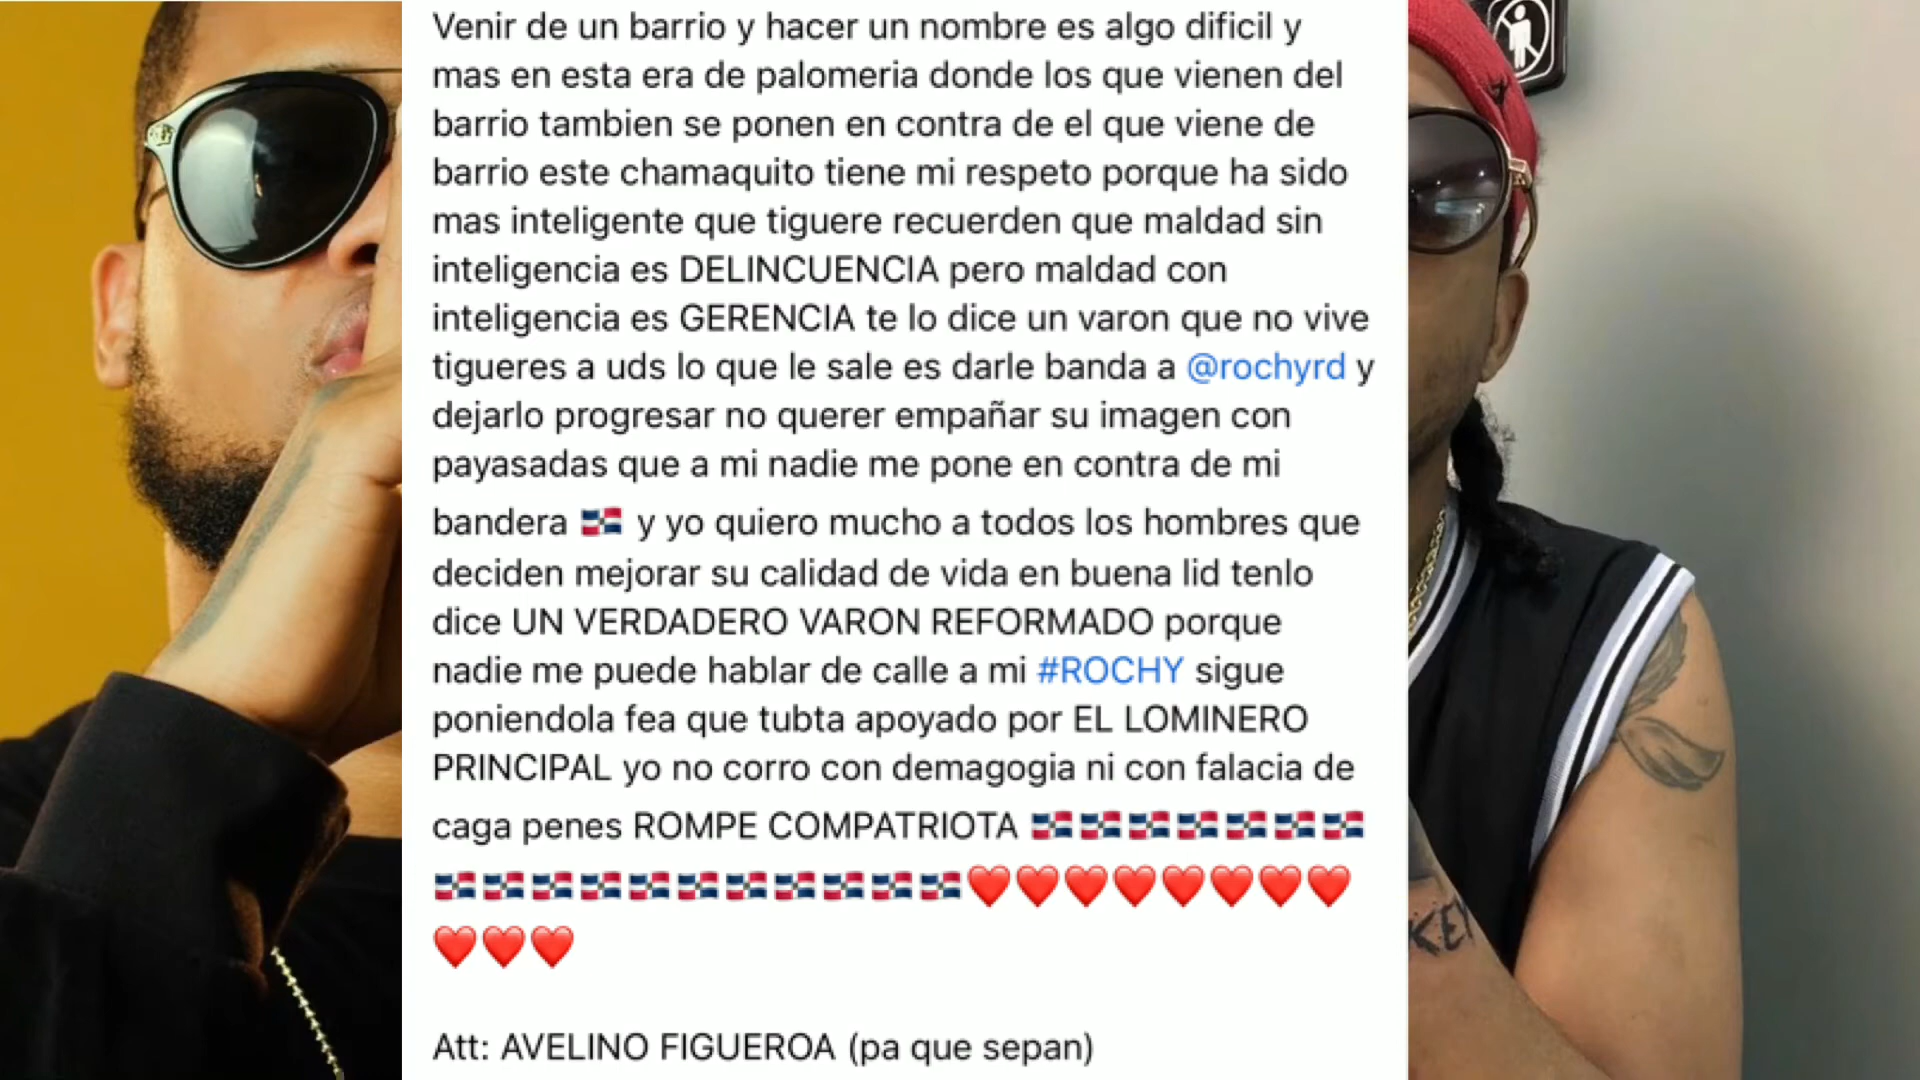 Venir de un barrio y hacer un nombre es algo dificil y
mas en esta era de palomeria donde los que vienen del
barrio tambien se ponen en contra de el que viene de
barrio este chamaquito tiene mi respeto porque ha sido
mas inteligente que tiguere recuerden que maldad sin
inteligencia es DELINCUENCIA pero maldad con
inteligencia es GERENCIA te lo dice un varon que no vive
tigueres a uds lo que le sale es darle banda a @rochyrd y
dejarlo progresar no querer empañar su imagen con
payasadas que a mi nadie me pone en contra de mi
bandera 🇩🇴 y yo quiero mucho a todos los hombres que
deciden mejorar su calidad de vida en buena lid tenlo
dice UN VERDADERO VARON REFORMADO porque
nadie me puede hablar de calle a mi #ROCHY sigue
poniendola fea que tubta apoyado por EL LOMINERO
PRINCIPAL yo no corro con demagogia ni con falacia de
caga penes ROMPE COMPATRIOTA 🇩🇴🇩🇴🇩🇴🇩🇴🇩🇴🇩🇴🇩🇴
🇩🇴🇩🇴🇩🇴🇩🇴🇩🇴🇩🇴🇩🇴🇩🇴🇩🇴🇩🇴🇩🇴❤️❤️❤️❤️❤️❤️❤️❤️
❤️❤️❤️
Att: AVELINO FIGUEROA (pa que sepan)